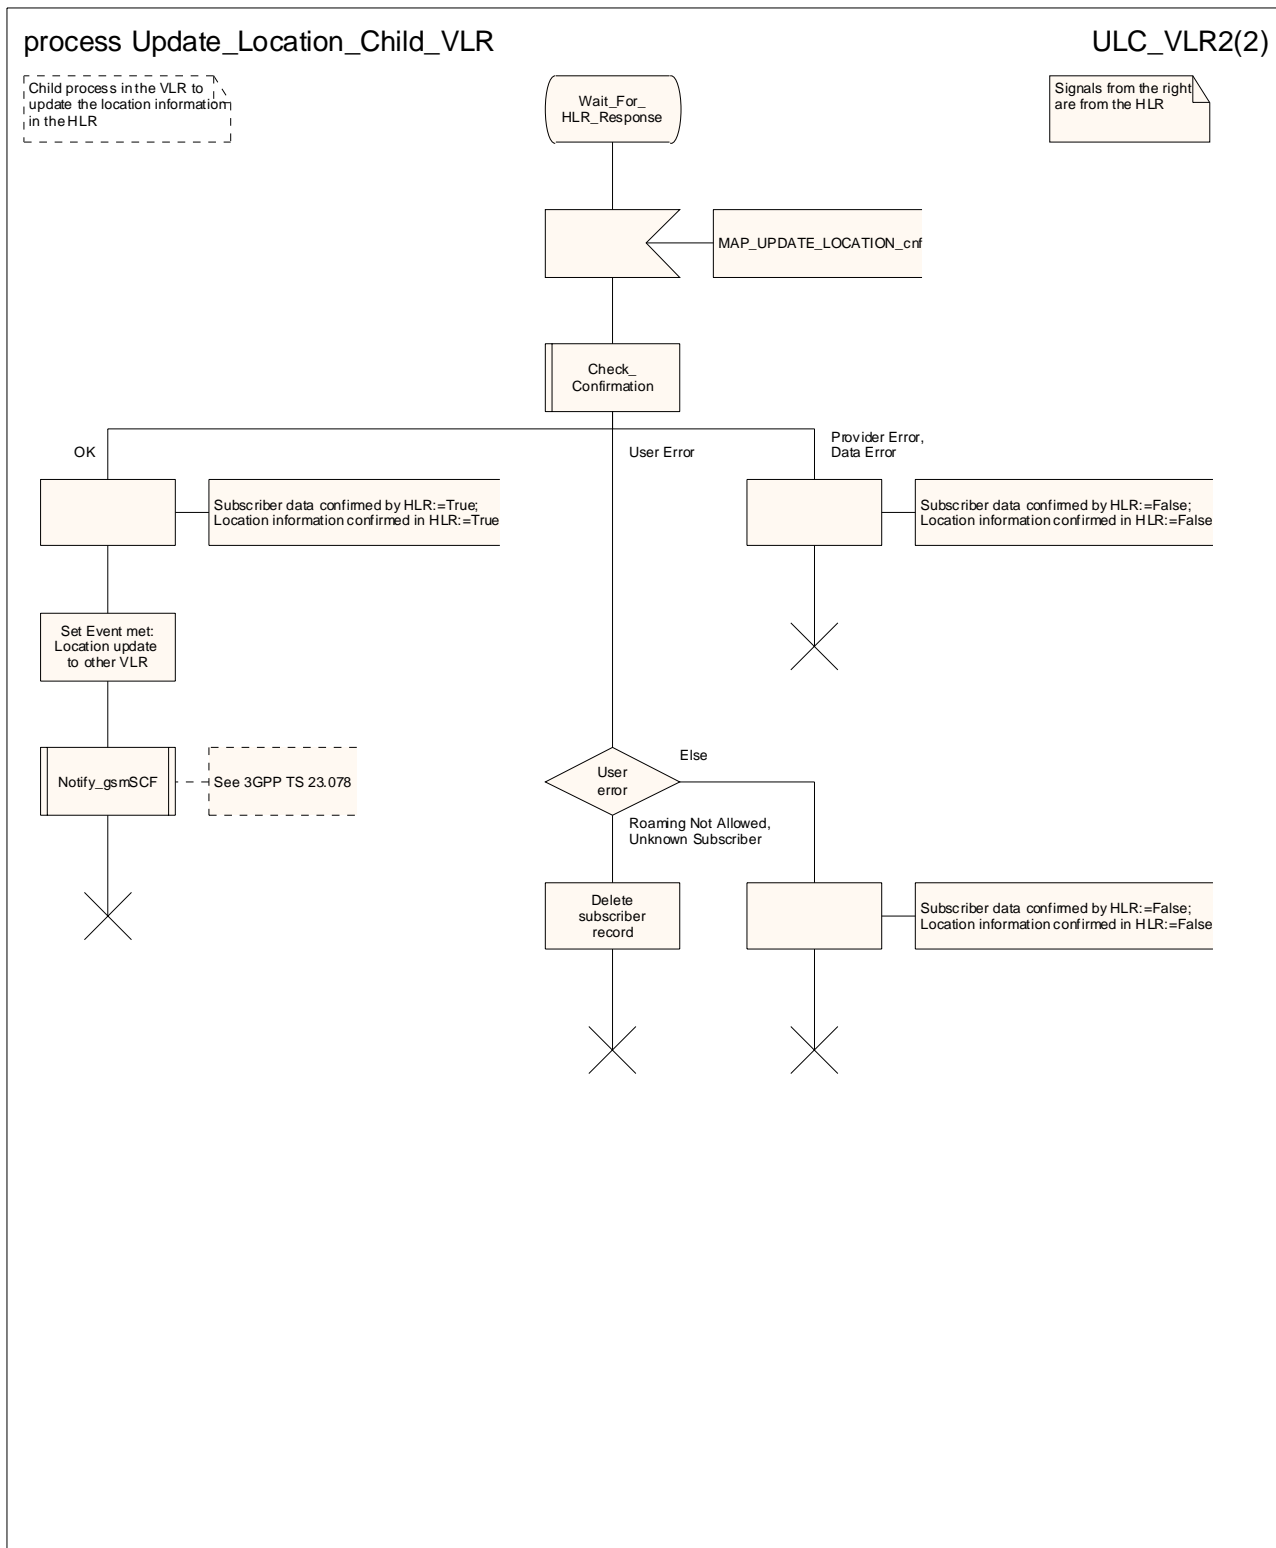 process Update_Location_Child_VLR
ULC_VLR2(2)
Child process in the VLR to
update the location information
in the HLR
Wait_For_
HLR_Response
Signals from the right
are from the HLR
MAP_UPDATE_LOCATION_cnf
Check_
Confirmation
OK
User Error
Provider Error,
Data Error
Subscriber data confirmed by HLR:=True;
Location information confirmed in HLR:=True
Subscriber data confirmed by HLR:=False;
Location information confirmed in HLR:=False
Set Event met:
Location update
to other VLR
Notify_gsmSCF
See 3GPP TS 23.078
User
error
Else
Roaming Not Allowed,
Unknown Subscriber
Delete
subscriber
record
Subscriber data confirmed by HLR:=False;
Location information confirmed in HLR:=False